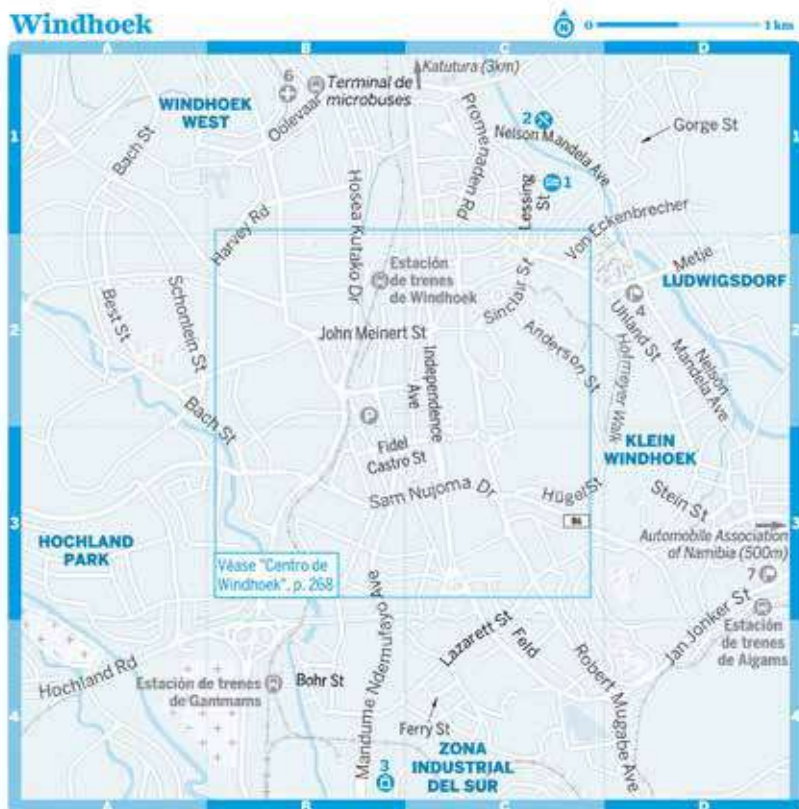 Windhoek
N
0 1 km
A B C D
1
2
3
4
1
2
3
4
A B C D
6
Terminal de
microbuses
Katutura (3km)
WINDHOEK
WEST
Bach St
Promenaden Rd
2
Nelson Mandela Ave
Gorge St
1
Lessing
St
Hosea Kutako Dr
Harvey Rd
Von Eckenbrecher
Metje
LUDWIGSDORF
Estación
de trenes
de Windhoek
Sinclair St
4
Schonlein St
Best St
John Meinert St
Anderson St
Uhland St
Hofmeyer Walk
Nelson
Mandela Ave
Independence
Ave
Bach St
P
Fidel
Castro St
KLEIN
WINDHOEK
Sam Nujoma Dr
Hügel St
Stein St
HOCHLAND
PARK
Automobile Association
of Namibia (500m)
Véase "Centro de
Windhoek", p. 268
7
Jan Jonker St
Estación
de trenes
de Aigams
Mandume Ndemufayo Ave
Lazarett St
Feld
Hochland Rd
Estación de trenes
de Gammams
Bohr St
Robert Mugabe Ave
Ferry St
3
ZONA
INDUSTRIAL
DEL SUR